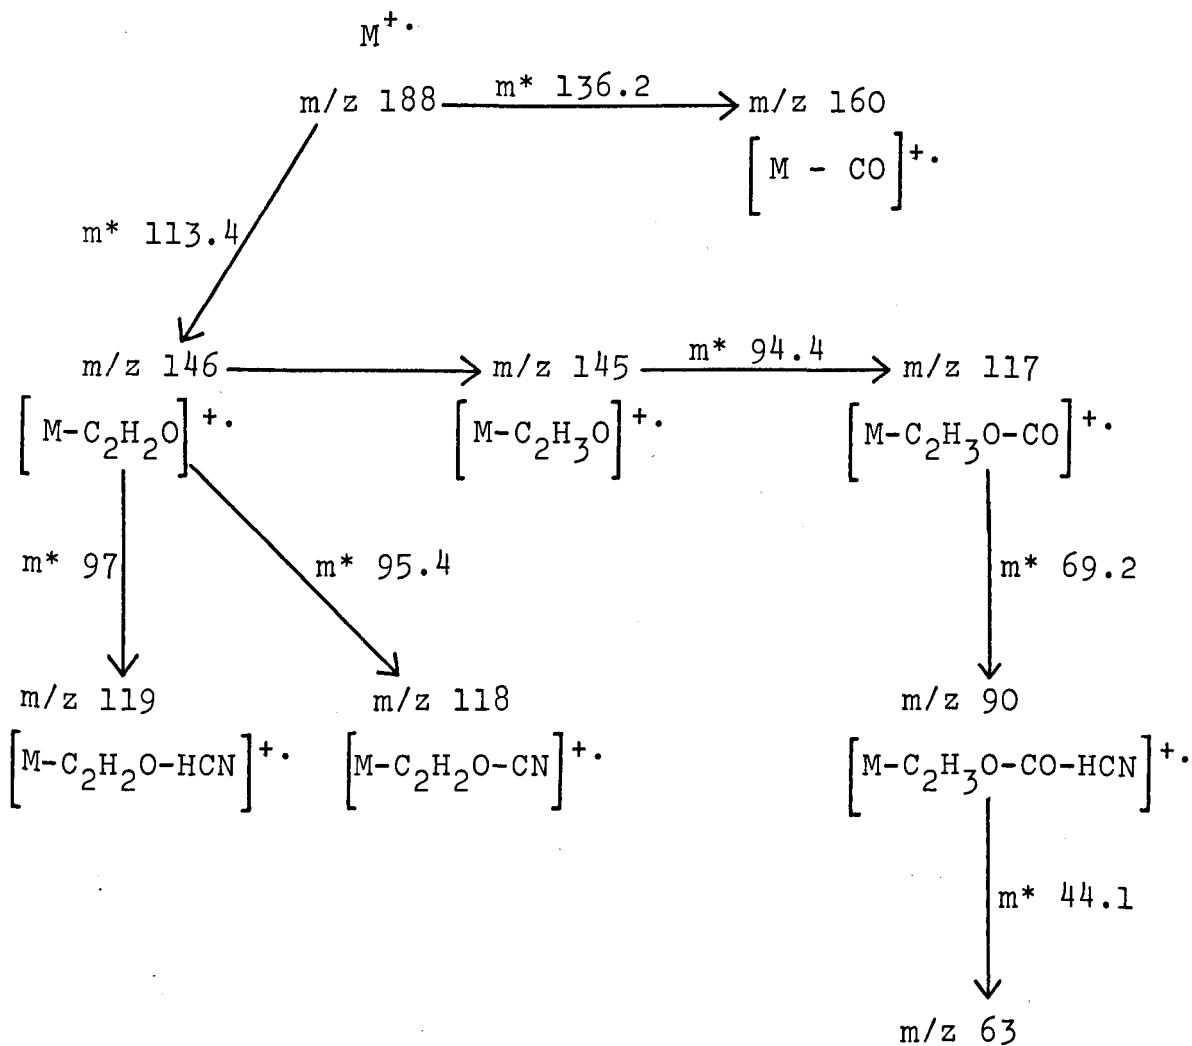 M+.
m/z 188
m* 136.2
m/z 160
[M - CO]+.
m* 113.4
m/z 146
m/z 145
m* 94.4
m/z 117
[M-C2H2O]+.
[M-C2H3O]+.
[M-C2H3O-CO]+.
m* 97
m* 95.4
m* 69.2
m/z 119
m/z 118
m/z 90
[M-C2H2O-HCN]+.
[M-C2H2O-CN]+.
[M-C2H3O-CO-HCN]+.
m* 44.1
m/z 63